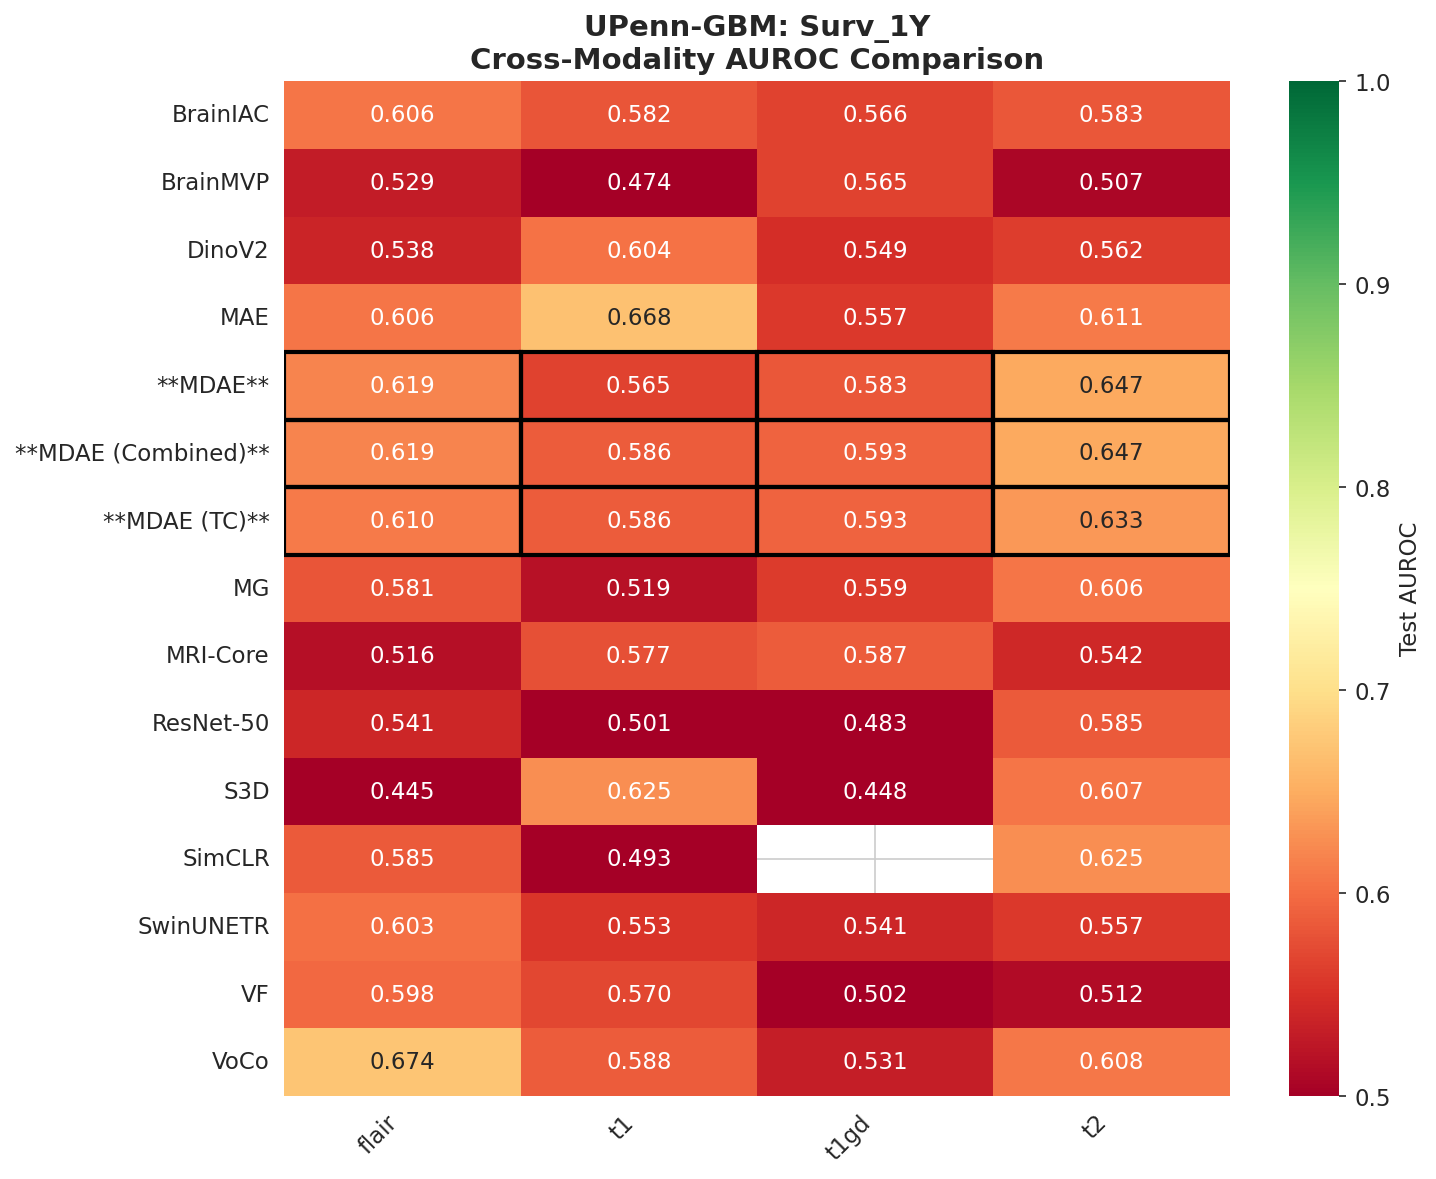 UPenn-GBM: Surv_1Y
Cross-Modality AUROC Comparison
BrainIAC 0.606 0.582 0.566 0.583
BrainMVP 0.529 0.474 0.565 0.507
DinoV2 0.538 0.604 0.549 0.562
MAE 0.606 0.668 0.557 0.611
**MDAE** 0.619 0.565 0.583 0.647
**MDAE (Combined)** 0.619 0.586 0.593 0.647
**MDAE (TC)** 0.610 0.586 0.593 0.633
MG 0.581 0.519 0.559 0.606
MRI-Core 0.516 0.577 0.587 0.542
ResNet-50 0.541 0.501 0.483 0.585
S3D 0.445 0.625 0.448 0.607
SimCLR 0.585 0.493 0.625
SwinUNETR 0.603 0.553 0.541 0.557
VF 0.598 0.570 0.502 0.512
VoCo 0.674 0.588 0.531 0.608
flair t1 t1gd t2
1.0
0.9
0.8
0.7
0.6
0.5
Test AUROC